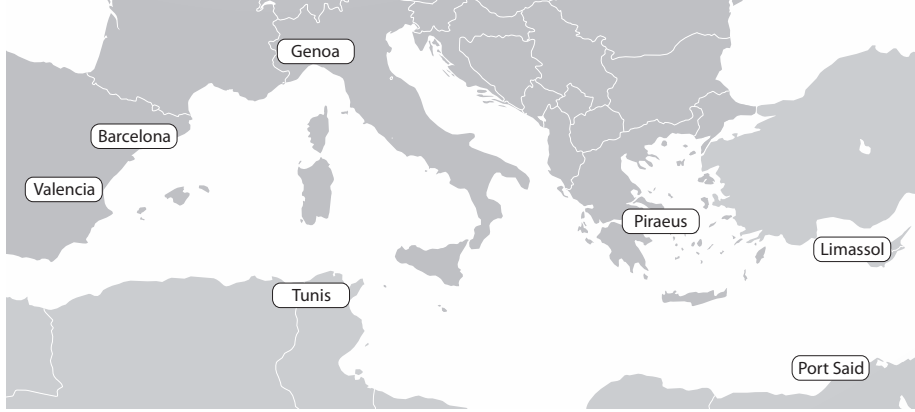 Genoa
Barcelona
Valencia
Piraeus
Limassol
Tunis
Port Said